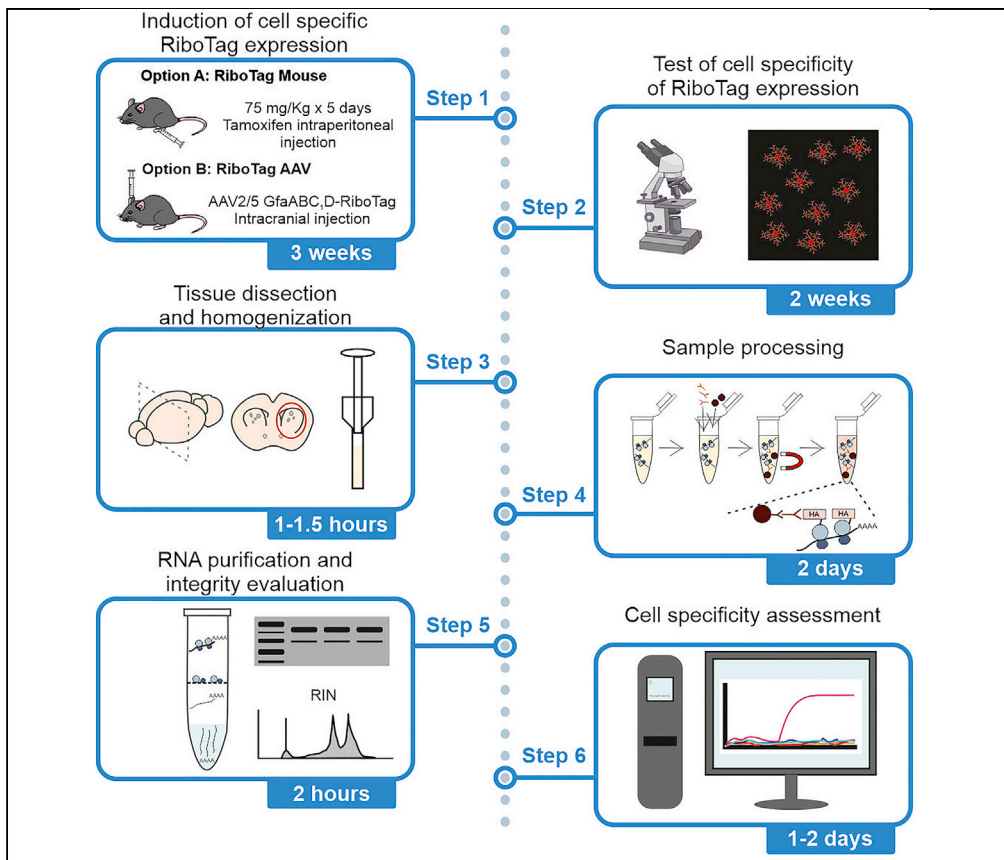 Induction of cell specific
RiboTag expression
Option A: RiboTag Mouse
75 mg/Kg x 5 days
Tamoxifen intraperitoneal
injection
Option B: RiboTag AAV
AAV2/5 GfaABC,D-RiboTag
Intracranial injection
3 weeks
Step 1
Test of cell specificity
of RiboTag expression
Step 2
2 weeks
Tissue dissection
and homogenization
Step 3
1-1.5 hours
Sample processing
Step 4
HA
HA
AAAA
2 days
RNA purification and
integrity evaluation
Step 5
AAAA
AAAA
AAAA
RIN
2 hours
Cell specificity assessment
Step 6
1-2 days